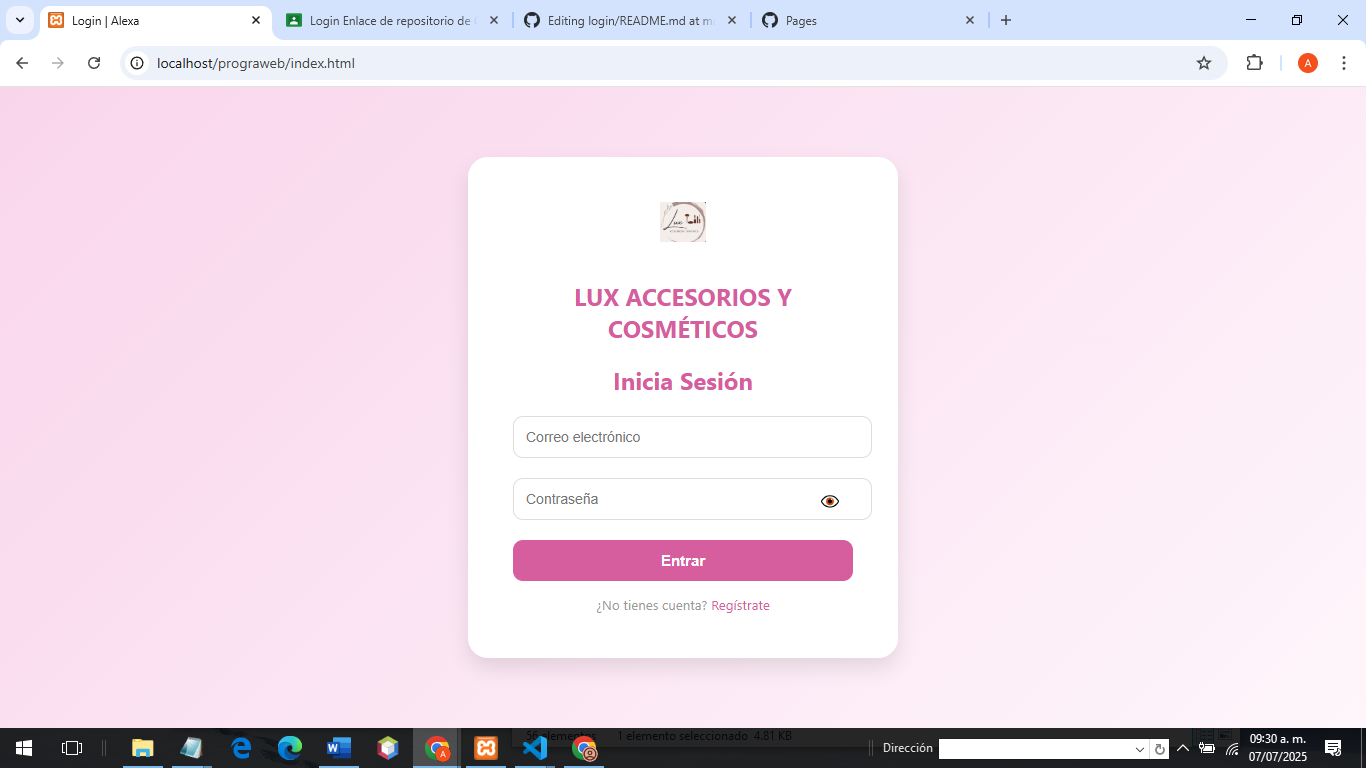 Login | Alexa
Login Enlace de repositorio de
Editing login/README.md at m
Pages
localhost/prograweb/index.html
A
Lux
LUX ACCESORIOS Y
COSMÉTICOS
Inicia Sesión
Correo electrónico
Contraseña
Entrar
¿No tienes cuenta? Regístrate
56 elementos 1 elemento seleccionado 4.81 KB
Dirección
09:30 a. m.
07/07/2025